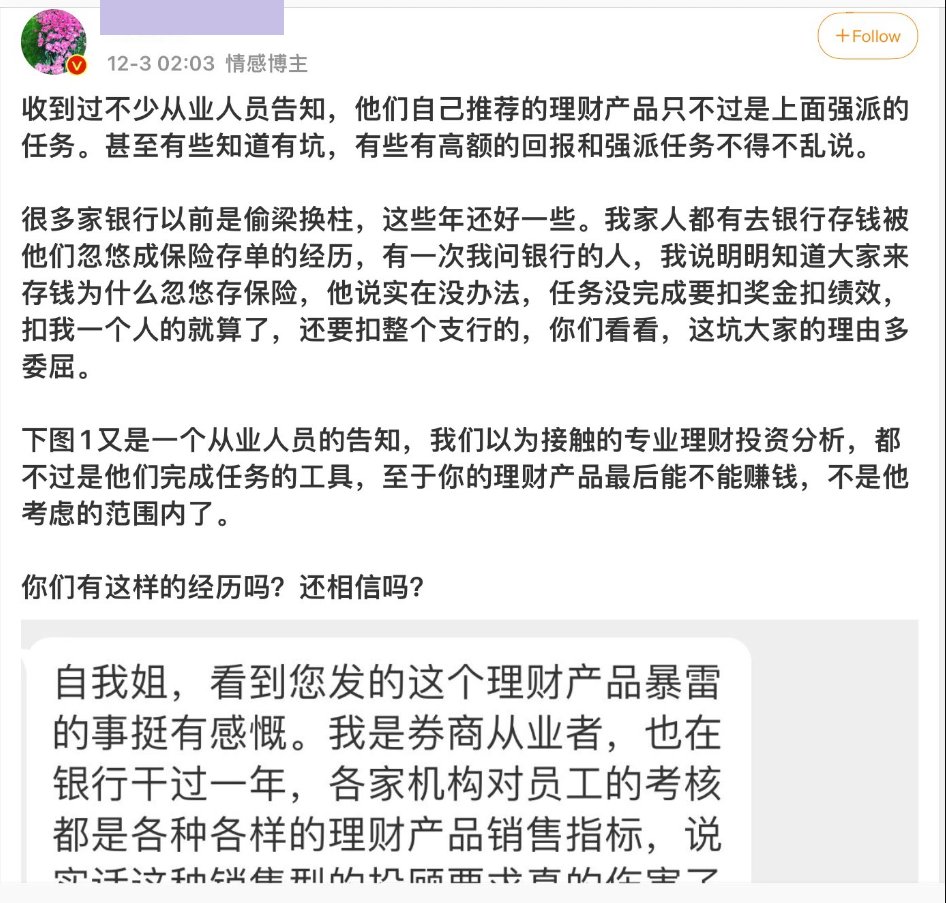 12-3 02:03 情感博主
+Follow
收到过不少从业人员告知，他们自己推荐的理财产品只不过是上面强派的
任务。甚至有些知道有坑，有些有高额的回报和强派任务不得不乱说。
很多家银行以前是偷梁换柱，这些年还好一些。我家人都有去银行存钱被
他们忽悠成保险存单的经历，有一次我问银行的人，我说明明知道大家来
存钱为什么忽悠存保险，他说实在没办法，任务没完成要扣奖金扣绩效，
扣我一个人的就算了，还要扣整个支行的，你们看看，这坑大家的理由多
委屈。
下图1又是一个从业人员的告知，我们以为接触的专业理财投资分析，都
不过是他们完成任务的工具，至于你的理财产品最后能不能赚钱，不是他
考虑的范围内了。
你们有这样的经历吗？还相信吗？
自我姐，看到您发的这个理财产品暴雷
的事挺有感慨。我是券商从业者，也在
银行干过一年，各家机构对员工的考核
都是各种各样的理财产品销售指标，说
实话这种销售型的投顾要求真的伤害了